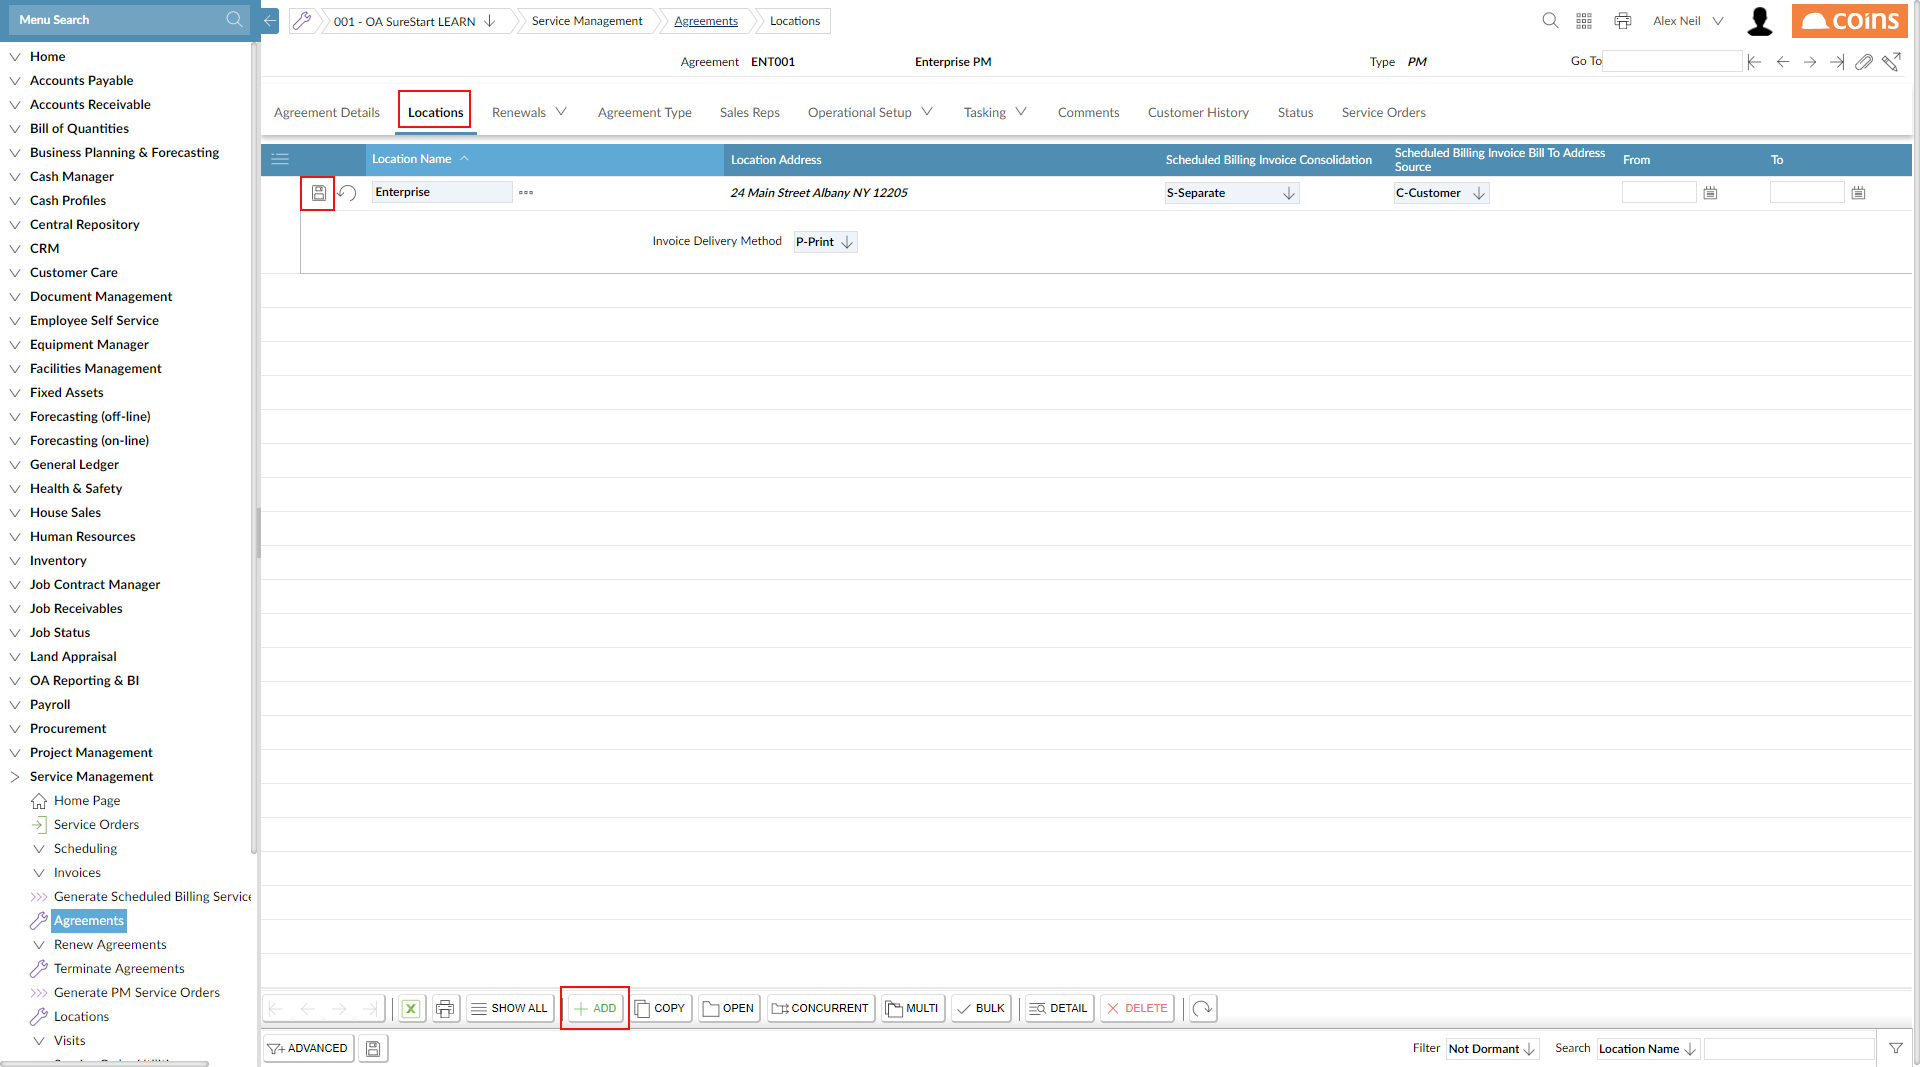 Menu Search
001 - OA SureStart LEARN
Service Management
Agreements
Locations
Alex Neil
coins
Agreement ENT001
Enterprise PM
Type PM
Go To
Agreement Details
Locations
Renewals
Agreement Type
Sales Reps
Operational Setup
Tasking
Comments
Customer History
Status
Service Orders
Location Name
Location Address
Scheduled Billing Invoice Consolidation
Scheduled Billing Invoice Bill To Address
Source
From
To
Enterprise
24 Main Street Albany NY 12205
S-Separate
C-Customer
Invoice Delivery Method P-Print
Home
Accounts Payable
Accounts Receivable
Bill of Quantities
Business Planning & Forecasting
Cash Manager
Cash Profiles
Central Repository
CRM
Customer Care
Document Management
Employee Self Service
Equipment Manager
Facilities Management
Fixed Assets
Forecasting (off-line)
Forecasting (on-line)
General Ledger
Health & Safety
House Sales
Human Resources
Inventory
Job Contract Manager
Job Receivables
Job Status
Land Appraisal
OA Reporting & BI
Payroll
Procurement
Project Management
Service Management
Home Page
Service Orders
Scheduling
Invoices
Generate Scheduled Billing Service
Agreements
Renew Agreements
Terminate Agreements
Generate PM Service Orders
Locations
Visits
SHOW ALL
ADD
COPY
OPEN
CONCURRENT
MULTI
BULK
DETAIL
DELETE
ADVANCED
Filter Not Dormant
Search Location Name